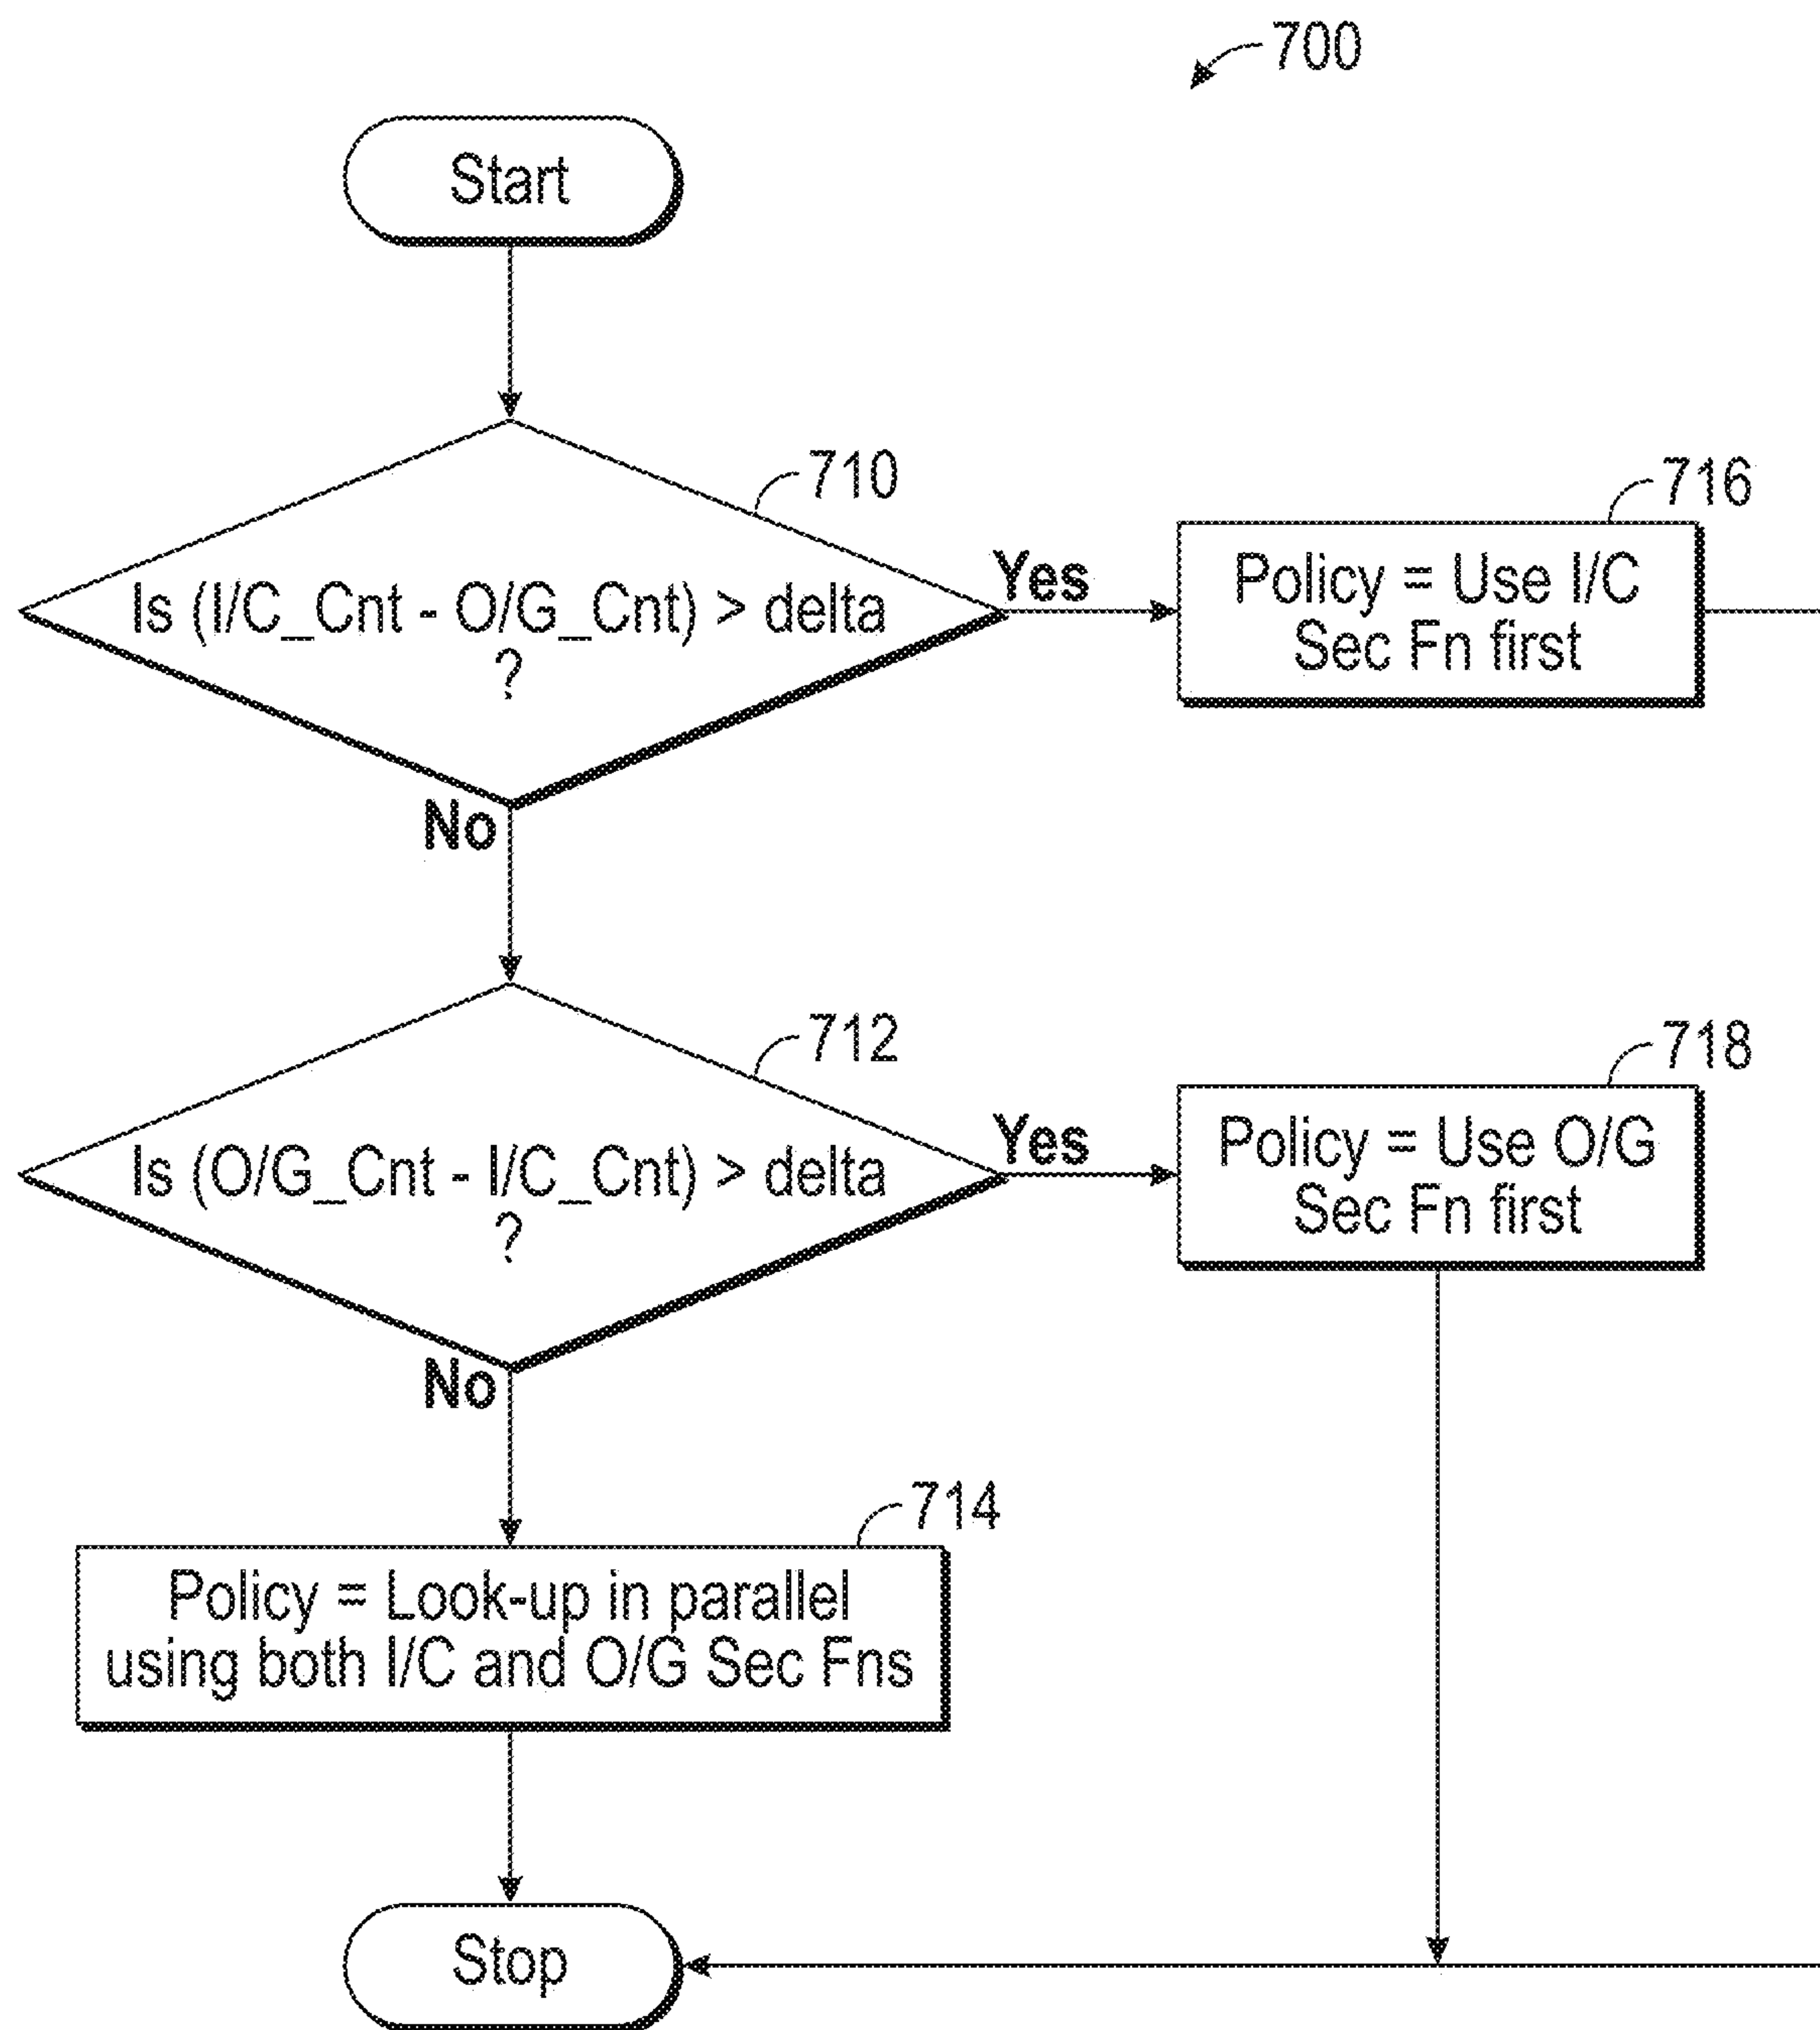 700
Start
710
Is (I/C_Cnt - O/G_Cnt) > delta
?
Yes
No
716
Policy = Use I/C
Sec Fn first
712
Is (O/G_Cnt - I/C_Cnt) > delta
?
Yes
No
718
Policy = Use O/G
Sec Fn first
714
Policy = Look-up in parallel
using both I/C and O/G Sec Fns
Stop